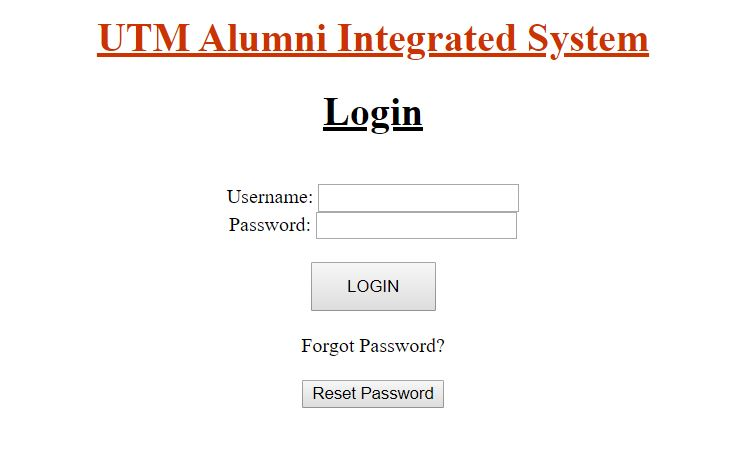 UTM Alumni Integrated System
Login
Username:
Password:
LOGIN
Forgot Password?
Reset Password